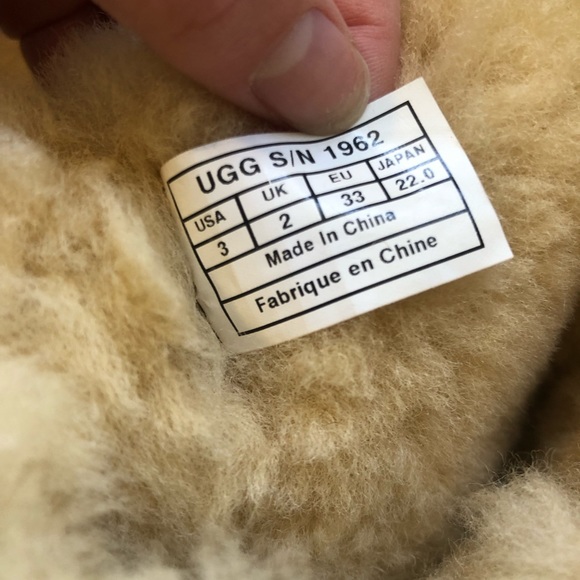 UGG S/N 1962
USA UK EU JAPAN
3 2 33 22.0
Made In China
Fabrique en Chine